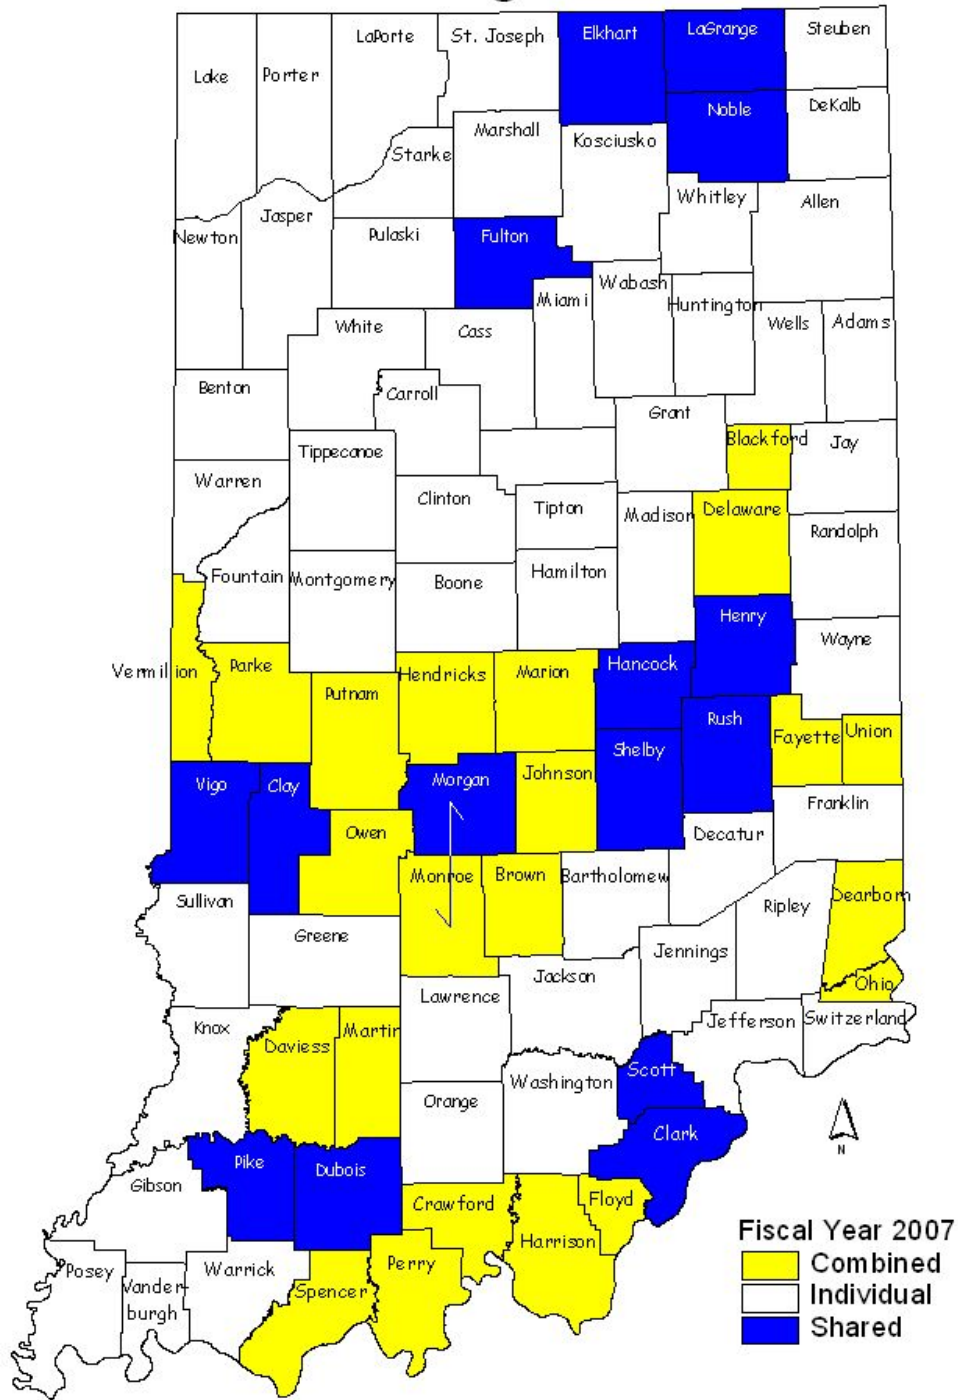 LaPorte
St. Joseph
Elkhart
LaGrange
Steuben
Lake
Porter
Noble
DeKalb
Marshall
Kosciusko
Starke
Whitley
Allen
Jasper
Newton
Pulaski
Fulton
Wabash
Miami
Huntington
White
Cass
Wells
Adams
Benton
Carroll
Grant
Blackford
Jay
Tippecanoe
Warren
Clinton
Tipton
Madison
Delaware
Randolph
Fountain
Montgomery
Boone
Hamilton
Henry
Wayne
Vermilion
Parke
Hendricks
Marion
Hancock
Putnam
Rush
Fayette
Union
Vigo
Clay
Morgan
Johnson
Shelby
Franklin
Owen
Decatur
Monroe
Brown
Bartholomew
Dearborn
Sullivan
Ripley
Greene
Jennings
Jackson
Ohio
Lawrence
Knox
Martin
Jefferson
Switzerland
Daviess
Scott
Washington
Orange
Clark
Pike
Dubois
N
Gibson
Crawford
Floyd
Harrison
Fiscal Year 2007
Posey
Warrick
Perry
Combined
Vander
burgh
Spencer
Individual
Shared